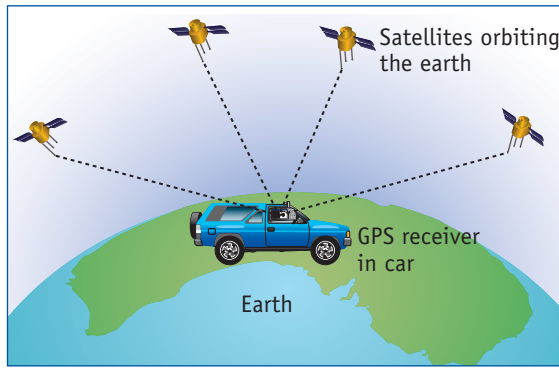 Satellites orbiting
the earth
GPS receiver
in car
Earth